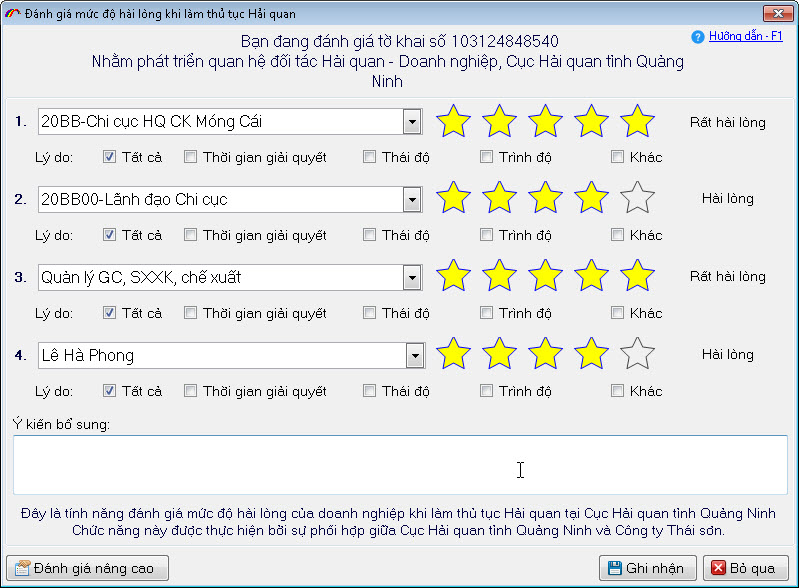 Đánh giá mức độ hài lòng khi làm thủ tục Hải quan
Bạn đang đánh giá tờ khai số 103124848540
Hướng dẫn - F1
Nhằm phát triển quan hệ đối tác Hải quan - Doanh nghiệp, Cục Hải quan tỉnh Quảng
Ninh
1. 20BB-Chi cục HQ CK Móng Cái Rất hài lòng
Lý do: Tất cả Thời gian giải quyết Thái độ Trình độ Khác
2. 20BB00-Lãnh đạo Chi cục Hài lòng
Lý do: Tất cả Thời gian giải quyết Thái độ Trình độ Khác
3. Quản lý GC, SXXK, chế xuất Rất hài lòng
Lý do: Tất cả Thời gian giải quyết Thái độ Trình độ Khác
4. Lê Hà Phong Hài lòng
Lý do: Tất cả Thời gian giải quyết Thái độ Trình độ Khác
Ý kiến bổ sung:
Đây là tính năng đánh giá mức độ hài lòng của doanh nghiệp khi làm thủ tục Hải quan tại Cục Hải quan tỉnh Quảng Ninh
Chức năng này được thực hiện bởi sự phối hợp giữa Cục Hải quan tỉnh Quảng Ninh và Công ty Thái sơn.
Đánh giá nâng cao Ghi nhận Bỏ qua